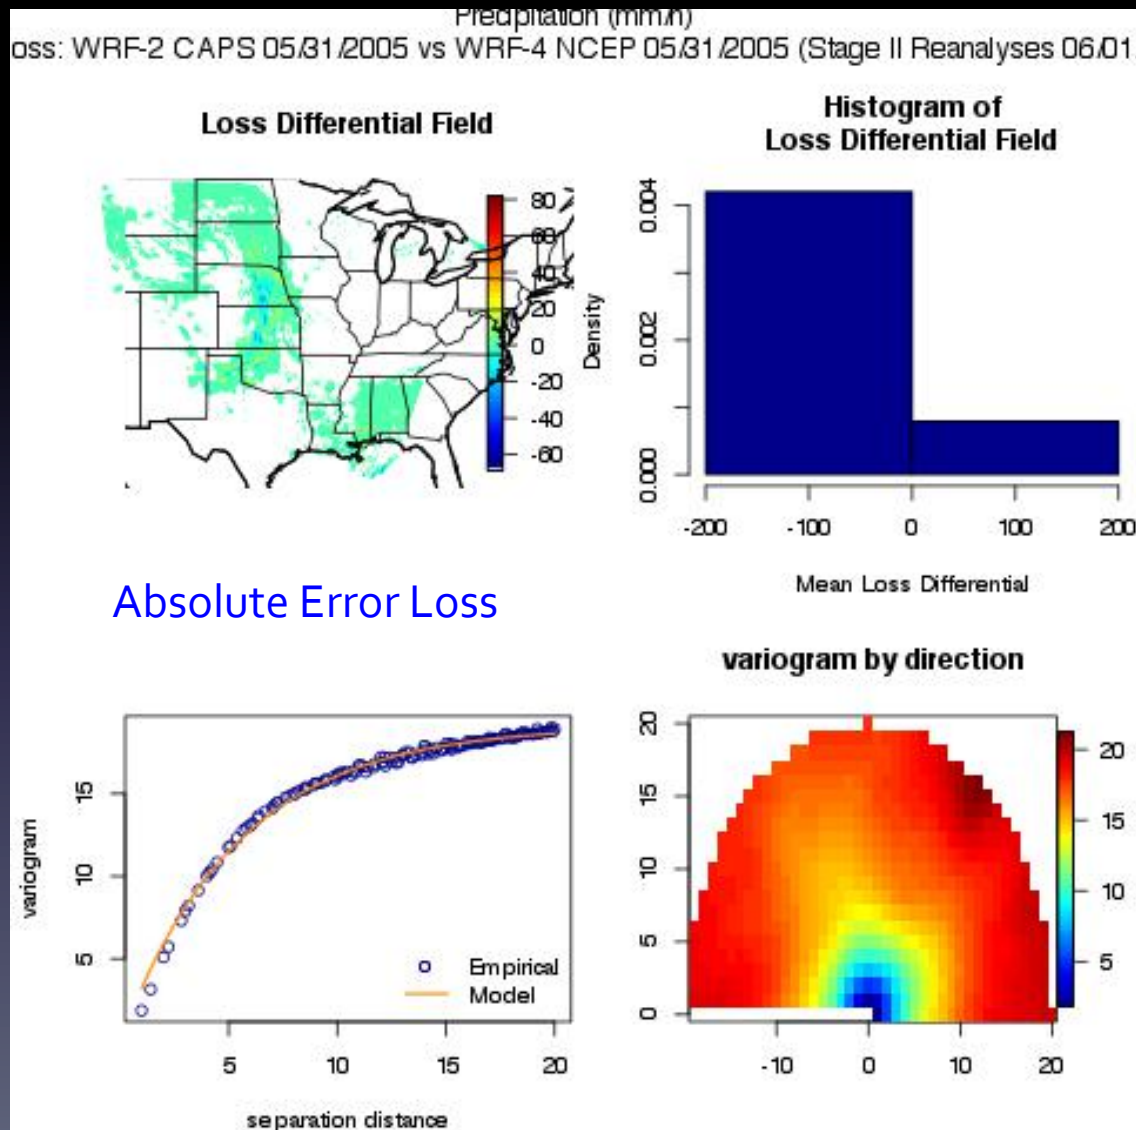 Precipitation (mm/h)
oss: WRF-2 CAPS 05/31/2005 vs WRF-4 NCEP 05/31/2005 (Stage II Reanalyses 06/01
Loss Differential Field
80
60
40
20
0
-20
-40
-60
Histogram of
Loss Differential Field
Density
0.004
0.002
0.000
-200 -100 0 100 200
Mean Loss Differential
Absolute Error Loss
variogram
15
10
5
Empirical
Model
5 10 15 20
separation distance
variogram by direction
20
15
10
5
0
-10 0 10 20
20
15
10
5